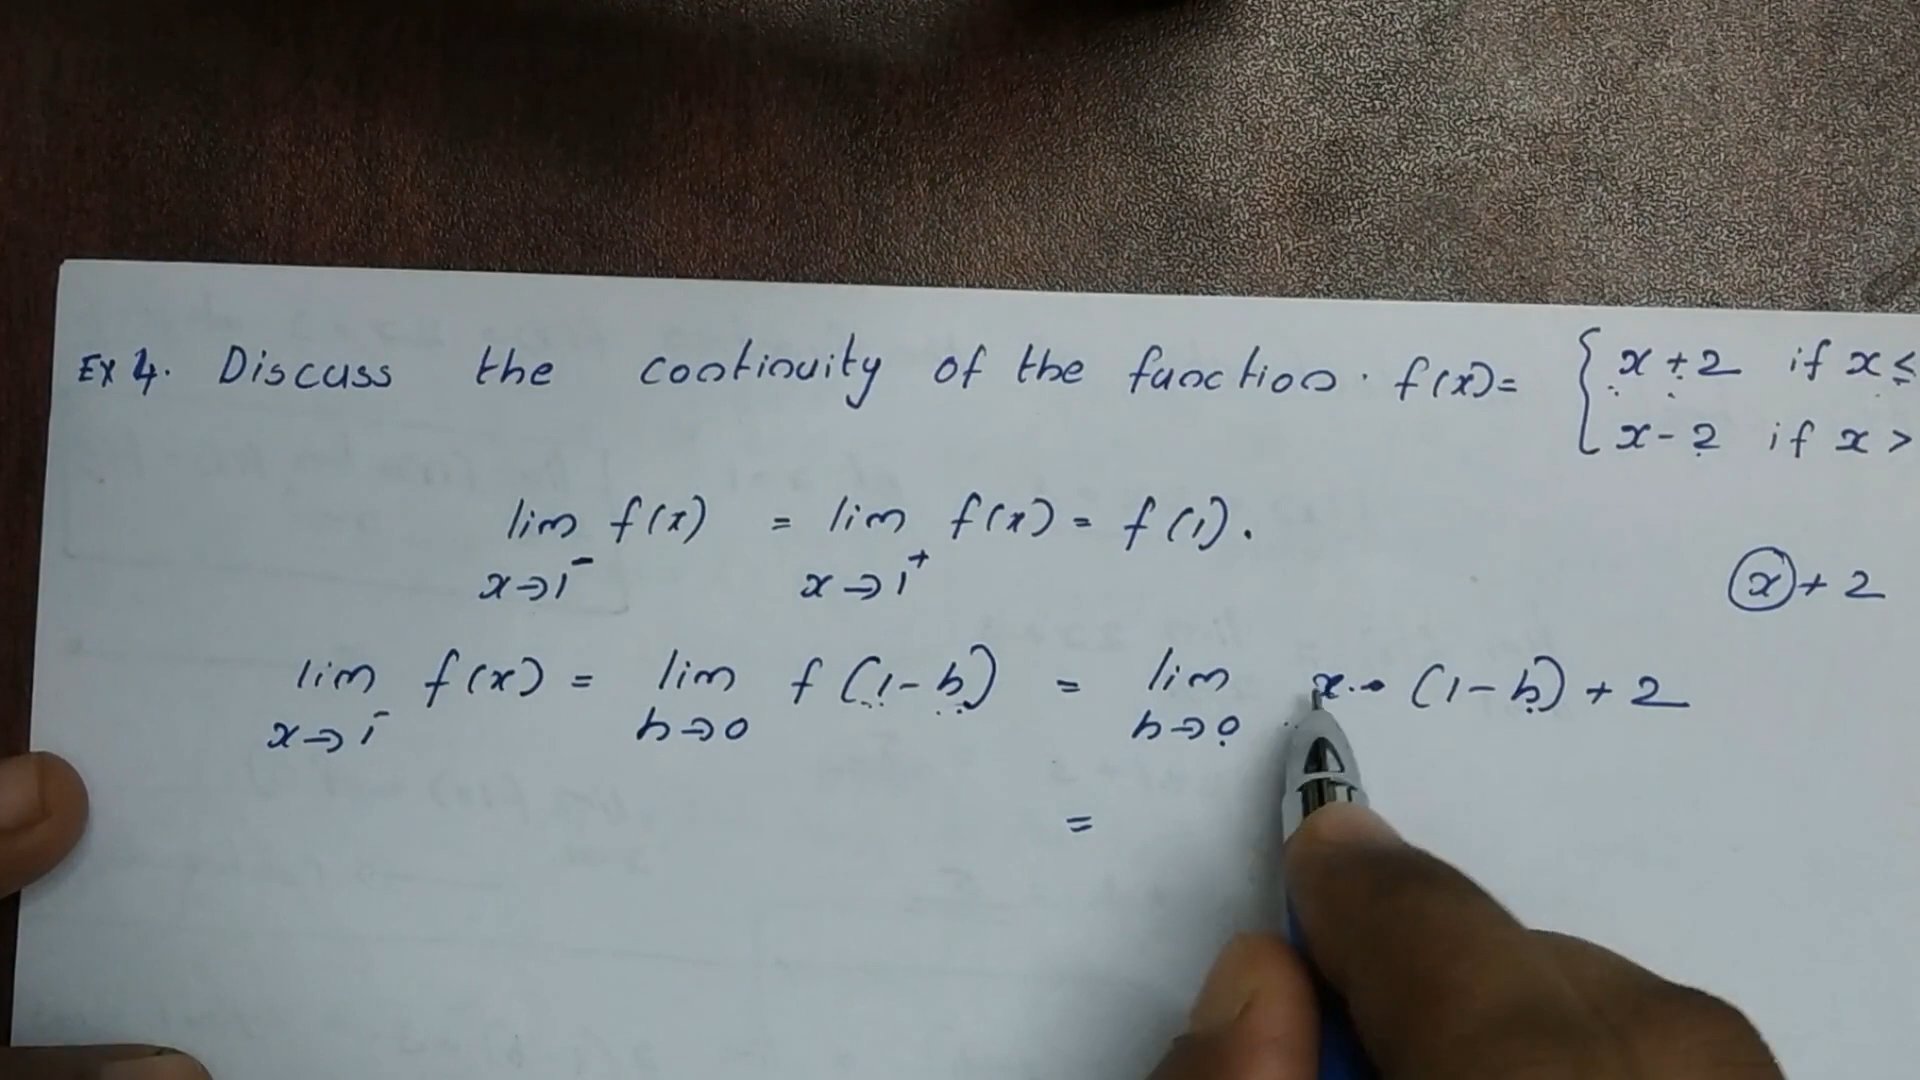 Ex 4. Discuss the continuity of the function. f(x) = { x + 2 if x ≤
x - 2 if x >
lim f(x) = lim f(x) = f(1).
x→1⁻ x→1⁺
x + 2
lim f(x) = lim f(1-h) = lim x - (1-h) + 2
x→1⁻ h→0 h→0
=